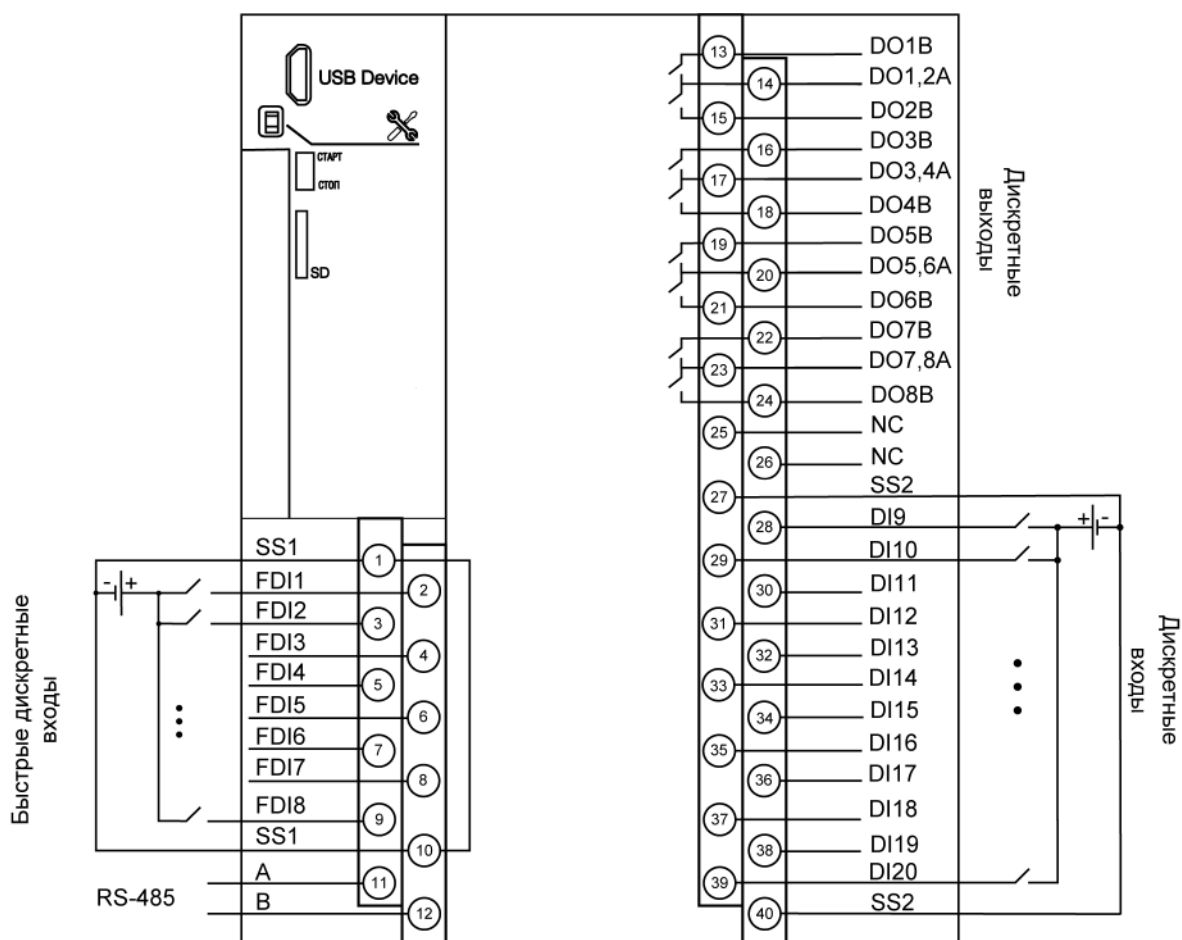 USB Device
СТАРТ
СТОП
SD
13
DO1B
14
DO1,2A
15
DO2B
16
DO3B
17
DO3,4A
18
DO4B
19
DO5B
20
DO5,6A
21
DO6B
22
DO7B
23
DO7,8A
24
DO8B
25
NC
26
NC
27
SS2
28
DI9
+ -
29
DI10
30
DI11
31
DI12
32
DI13
33
DI14
34
DI15
35
DI16
36
DI17
37
DI18
38
DI19
39
DI20
40
SS2
Дискретные
выходы
Дискретные
входы
SS1
1
- +
FDI1
2
FDI2
3
FDI3
4
FDI4
5
FDI5
6
FDI6
7
FDI7
8
FDI8
9
SS1
10
A
11
RS-485
B
12
Быстрые дискретные
входы